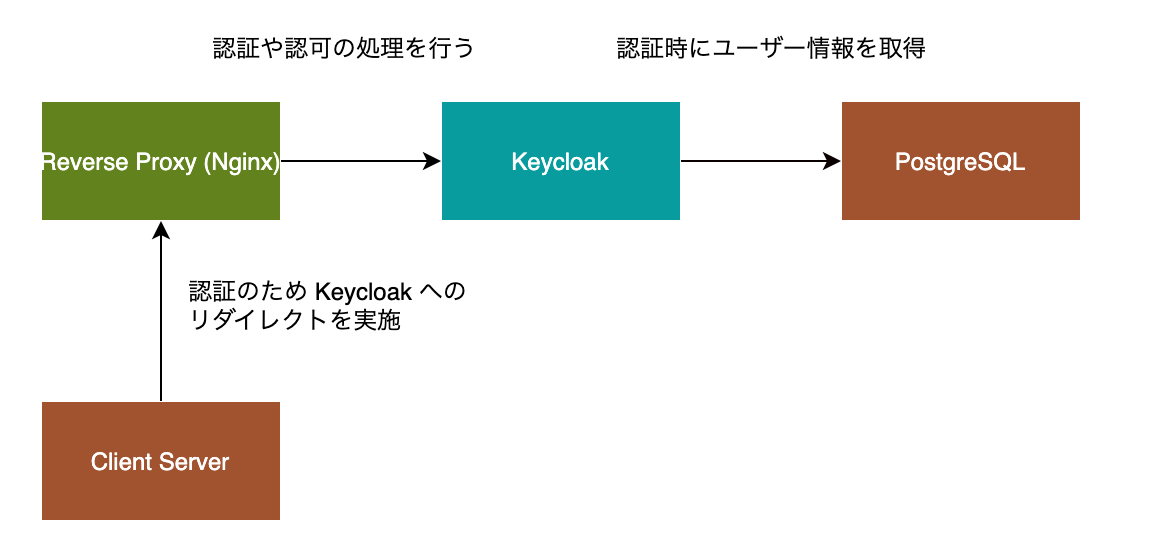 認証や認可の処理を行う
認証時にユーザー情報を取得
Reverse Proxy (Nginx)
Keycloak
PostgreSQL
認証のため Keycloak への
リダイレクトを実施
Client Server